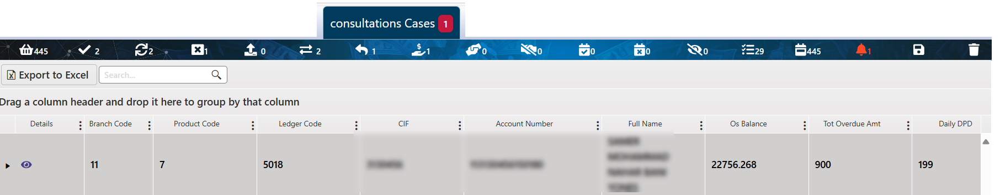 consultations Cases 1
445 2 2 1 0 2 1 1 0 0 0 0 0 29 445 1
Export to Excel Search...
Drag a column header and drop it here to group by that column
Details Branch Code Product Code Ledger Code CIF Account Number Full Name Os Balance Tot Overdue Amt Daily DPD
11 7 5018 22756.268 900 199